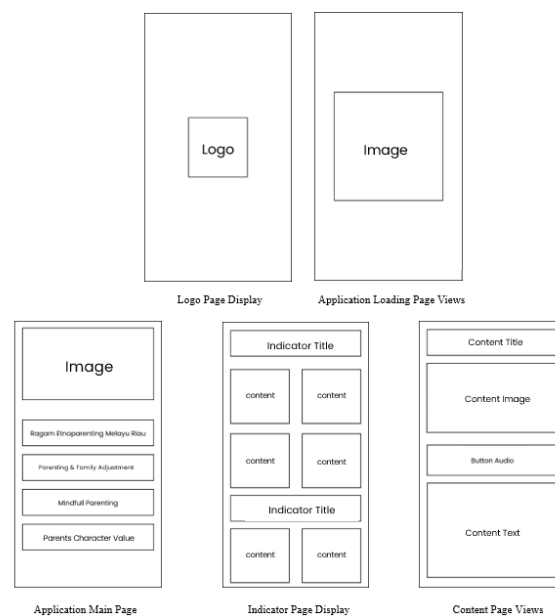 Logo
Image
Logo Page Display
Application Loading Page Views
Image
Ragam Etnoparenting Melayu Riau
Parenting & Family Adjustment
Mindfull Parenting
Parents Character Value
Application Main Page
Indicator Title
content content
content content
Indicator Title
content content
Indicator Page Display
Content Title
Content Image
Button Audio
Content Text
Content Page Views